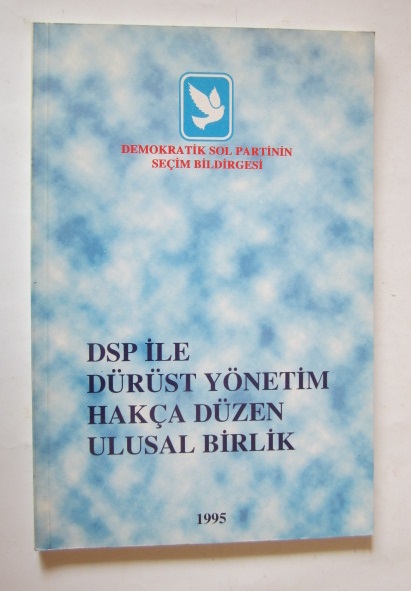 DEMOKRATİK SOL PARTİNİN
SEÇİM BİLDİRGESİ
DSP İLE
DÜRÜST YÖNETİM
HAKÇA DÜZEN
ULUSAL BİRLİK
1995